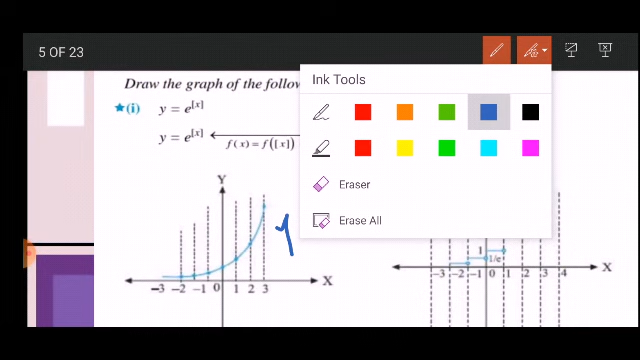 5 OF 23
Draw the graph of the follow
Ink Tools
★(i) y = e^[x]
y = e^[x]
f(x) = f([x])
Eraser
Erase All
Y
–3 –2 –1 0 1 2 3 X
1
1/e
–3 –2 –1 0 1 2 3 4 X